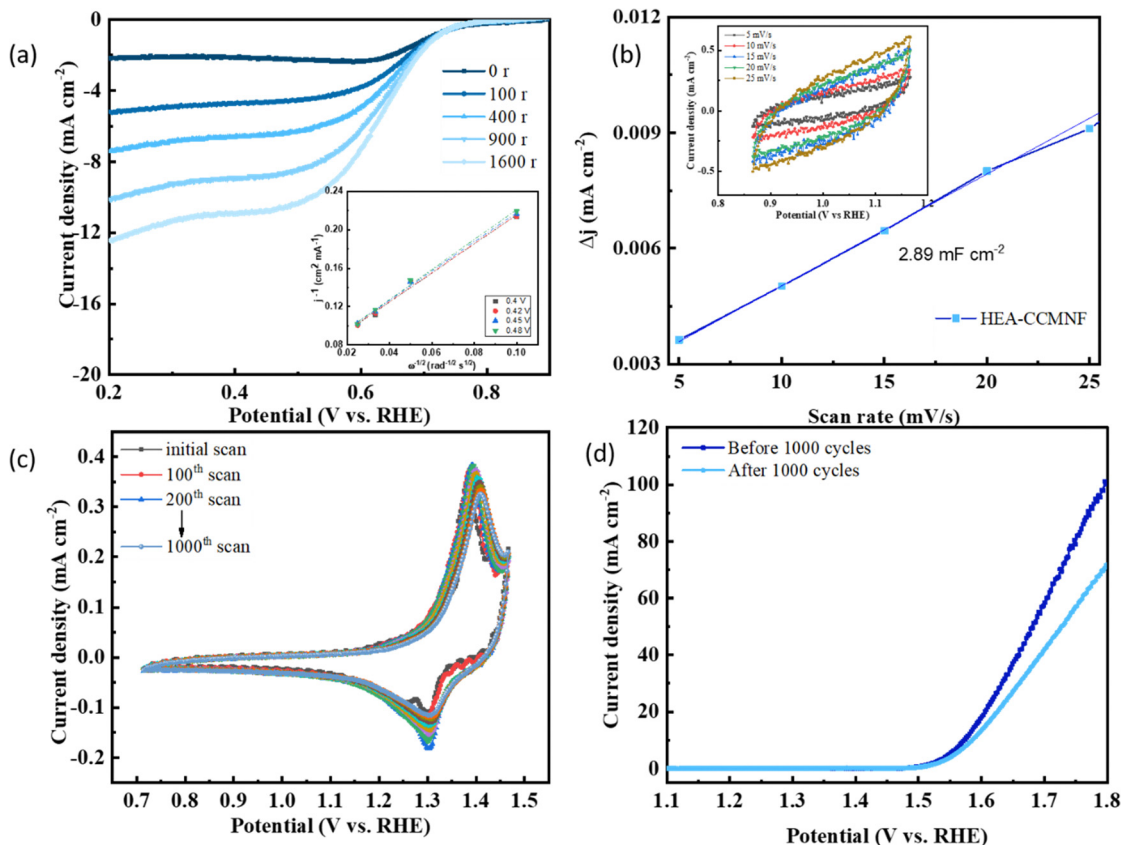 (a)
0
-4
-8
-12
-16
-20
0.2
0.4
0.6
0.8
Current density (mA cm-2)
Potential (V vs. RHE)
0 r
100 r
400 r
900 r
1600 r
0.24
0.20
0.16
0.12
0.08
0.02
0.04
0.06
0.08
0.10
j -1 (cm2 mA-1)
ω-1/2 (rad-1/2 s1/2)
0.4 V
0.42 V
0.45 V
0.48 V
(b)
0.012
0.009
0.006
0.003
5
10
15
20
25
Δj (mA cm-2)
Scan rate (mV/s)
2.89 mF cm-2
HEA-CCMNF
5 mV/s
10 mV/s
15 mV/s
20 mV/s
25 mV/s
0.5
0.0
-0.5
0.8
0.9
1.0
1.1
1.2
Current density (mA cm-2)
Potential (V vs RHE)
(c)
0.4
0.3
0.2
0.1
0.0
-0.1
-0.2
0.7
0.8
0.9
1.0
1.1
1.2
1.3
1.4
1.5
Current density (mA cm-2)
Potential (V vs. RHE)
initial scan
100th scan
200th scan
1000th scan
(d)
120
100
80
60
40
20
0
1.1
1.2
1.3
1.4
1.5
1.6
1.7
1.8
Current density (mA cm-2)
Potential (V vs. RHE)
Before 1000 cycles
After 1000 cycles